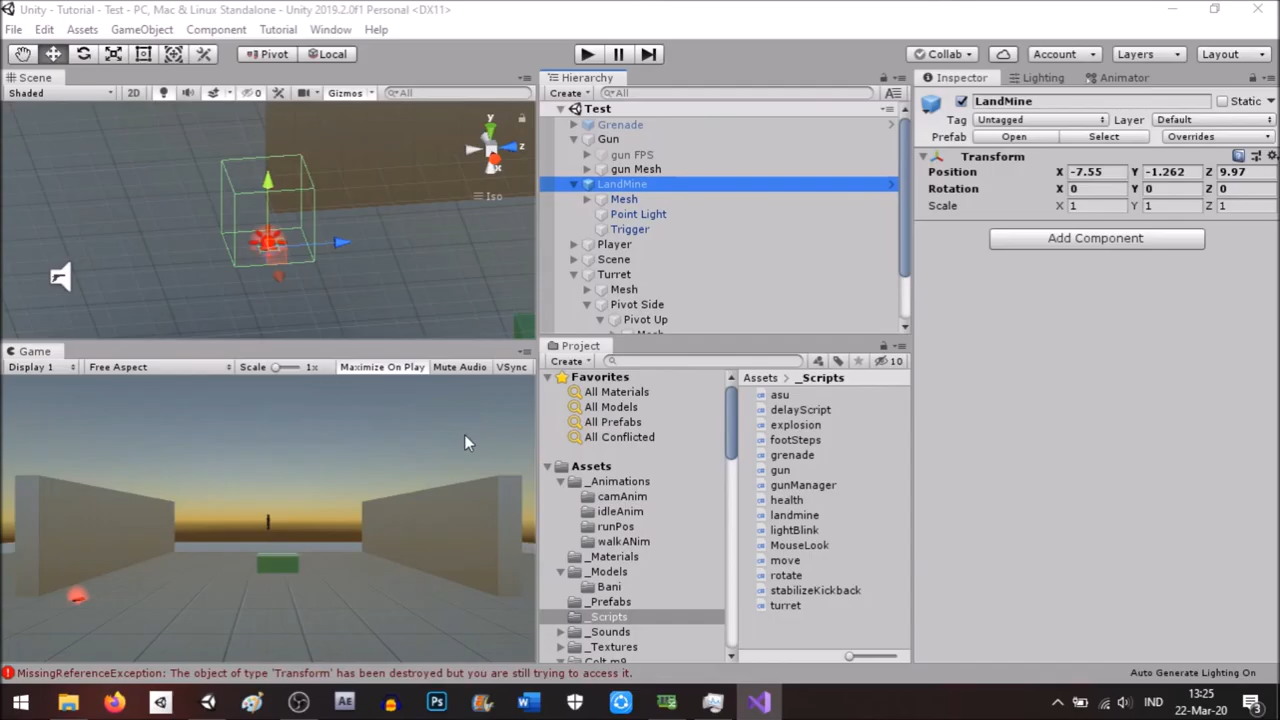 Unity - Tutorial - Test - PC, Mac & Linux Standalone - Unity 2019.2.0f1 Personal <DX11>
File Edit Assets GameObject Component Tutorial Window Help
Pivot Local Collab Account Layers Layout
Scene
Shaded 2D 0 Gizmos All
y
z
x
Iso
Game
Display 1 Free Aspect Scale 1x Maximize On Play Mute Audio VSync
Hierarchy
Create All
Test
Grenade
Gun
gun FPS
gun Mesh
LandMine
Mesh
Point Light
Trigger
Player
Scene
Turret
Mesh
Pivot Side
Pivot Up
Mesh
Project
Create 10
Favorites
All Materials
All Models
All Prefabs
All Conflicted
Assets
_Animations
camAnim
idleAnim
runPos
walkANim
_Materials
_Models
Bani
_Prefabs
_Scripts
_Sounds
_Textures
Colt m9
Assets > _Scripts
asu
delayScript
explosion
footSteps
grenade
gun
gunManager
health
landmine
lightBlink
MouseLook
move
rotate
stabilizeKickback
turret
Inspector Lighting Animator
LandMine Static
Tag Untagged Layer Default
Prefab Open Select Overrides
Transform
Position X -7.55 Y -1.262 Z 9.97
Rotation X 0 Y 0 Z 0
Scale X 1 Y 1 Z 1
Add Component
MissingReferenceException: The object of type 'Transform' has been destroyed but you are still trying to access it.
Auto Generate Lighting On
Ae Ps IND 13:25
22-Mar-20 3